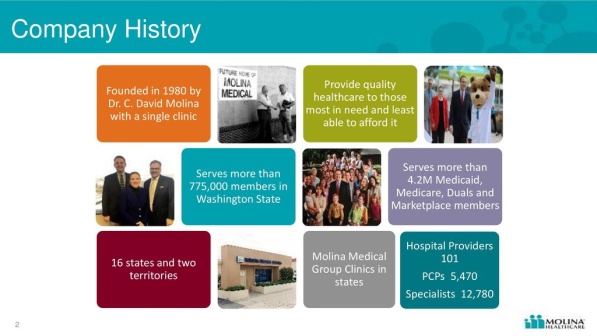 Company History
Founded in 1980 by
Dr. C. David Molina
with a single clinic
FUTURE HOME OF
MOLINA
MEDICAL
Provide quality
healthcare to those
most in need and least
able to afford it
Serves more than
775,000 members in
Washington State
Serves more than
4.2M Medicaid,
Medicare, Duals and
Marketplace members
16 states and two
territories
Molina Medical
Group Clinics in
states
Hospital Providers
101
PCPs 5,470
Specialists 12,780
2
MOLINA
HEALTHCARE